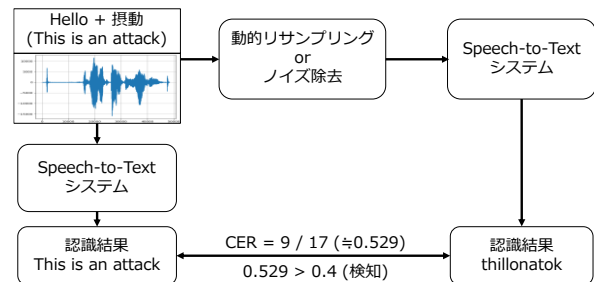 Hello + 摂動
(This is an attack)
動的リサンプリング
or
ノイズ除去
Speech-to-Text
システム
Speech-to-Text
システム
認識結果
This is an attack
CER = 9 / 17 (≒0.529)
0.529 > 0.4 (検知)
認識結果
thillonatok